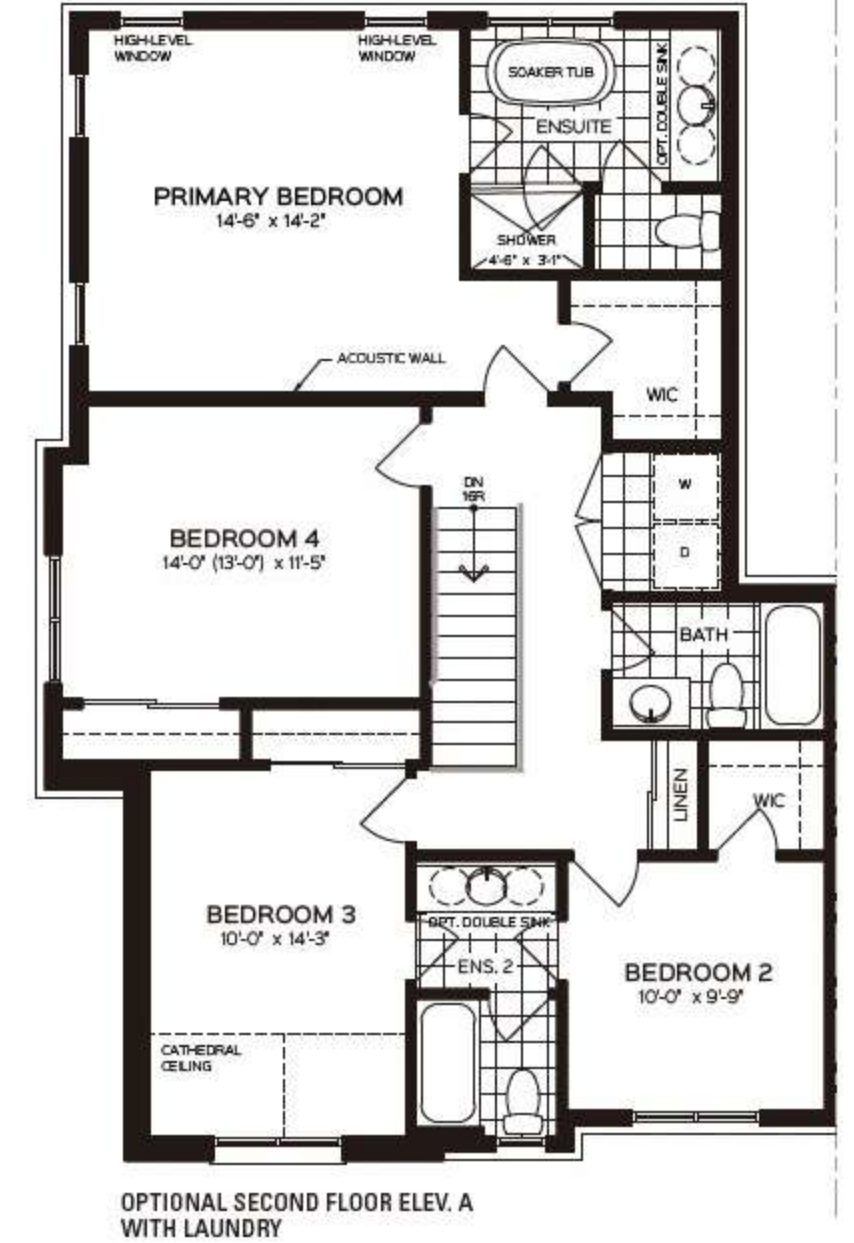 HIGH-LEVEL
WINDOW
HIGH-LEVEL
WINDOW
SOAKER TUB
OPT. DOUBLE SINK
ENSUITE
PRIMARY BEDROOM
14'-6" x 14'-2"
SHOWER
4'-6" x 3'-1"
ACOUSTIC WALL
WIC
DN
16R
W
D
BEDROOM 4
14'-0" (13'-0") x 11'-5"
BATH
LINEN
WIC
BEDROOM 3
10'-0" x 14'-3"
OPT. DOUBLE SINK
ENS. 2
BEDROOM 2
10'-0" x 9'-9"
CATHEDRAL
CEILING
OPTIONAL SECOND FLOOR ELEV. A
WITH LAUNDRY